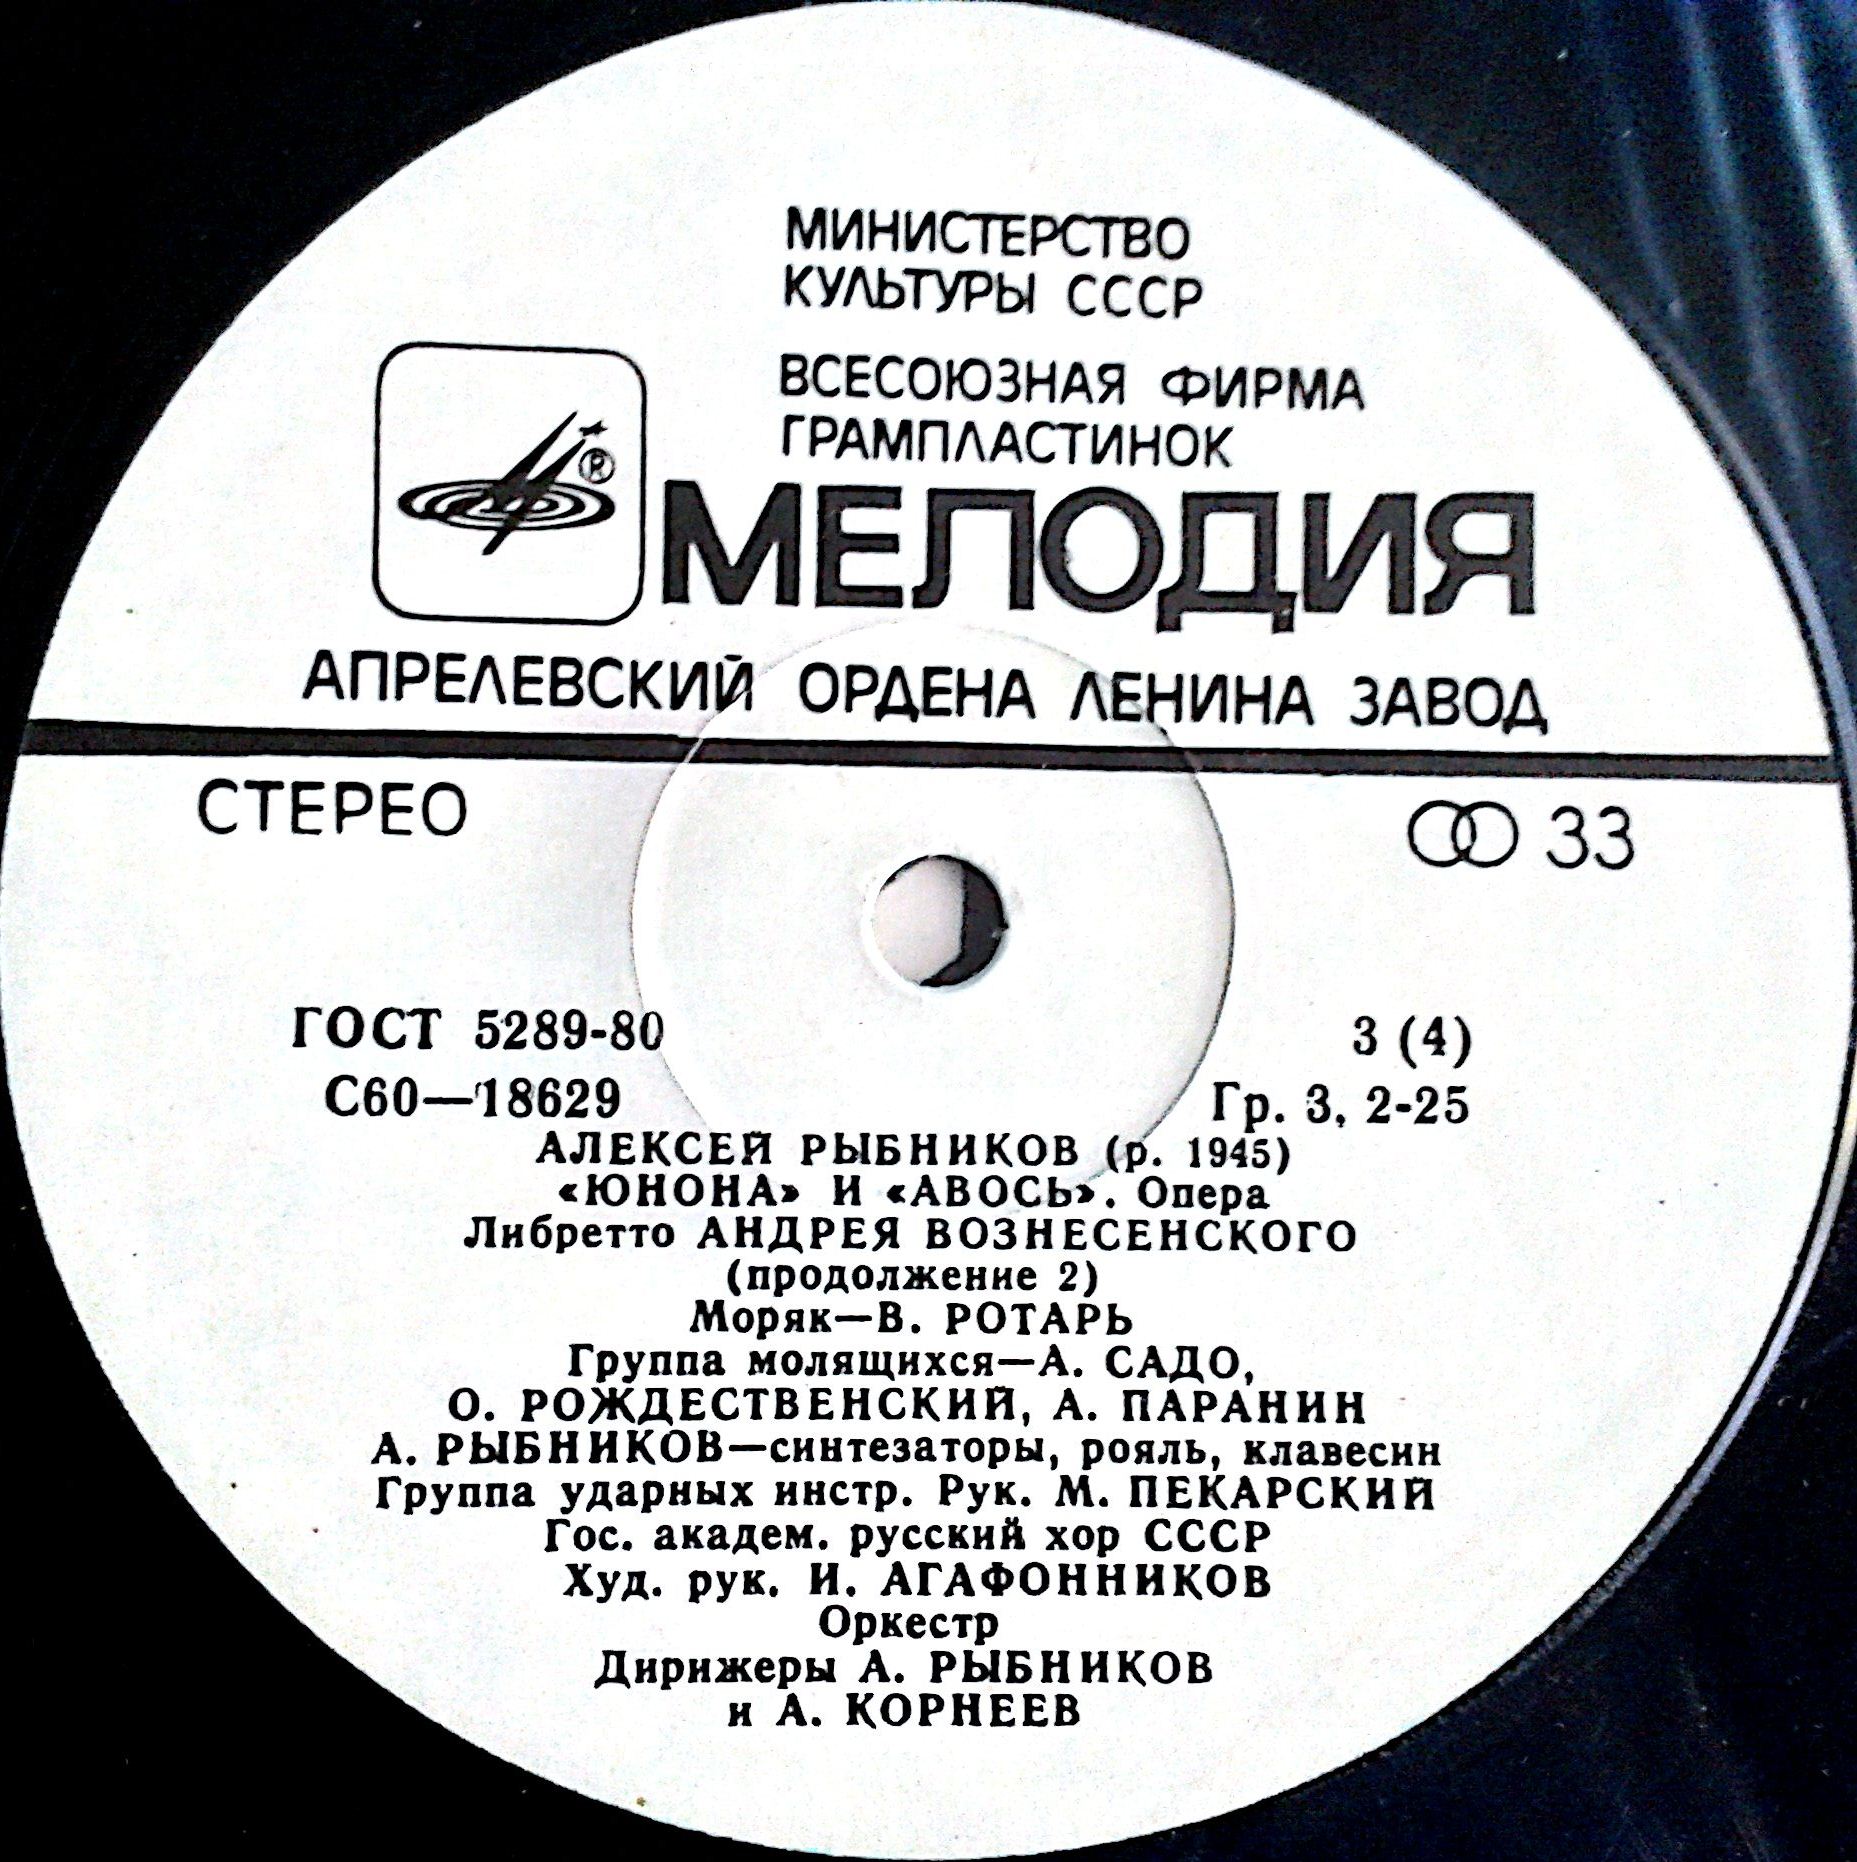 МИНИСТЕРСТВО
КУЛЬТУРЫ СССР
ВСЕСОЮЗНАЯ ФИРМА
ГРАМПЛАСТИНОК
®
МЕЛОДИЯ
АПРЕЛЕВСКИЙ ОРДЕНА ЛЕНИНА ЗАВОД
СТЕРЕО 33
ГОСТ 5289-80 3 (4)
С60—18629 Гр. 3, 2-25
АЛЕКСЕЙ РЫБНИКОВ (р. 1945)
«ЮНОНА» И «АВОСЬ». Опера
Либретто АНДРЕЯ ВОЗНЕСЕНСКОГО
(продолжение 2)
Моряк—В. РОТАРЬ
Группа молящихся—А. САДО,
О. РОЖДЕСТВЕНСКИЙ, А. ПАРАНИН
А. РЫБНИКОВ—синтезаторы, рояль, клавесин
Группа ударных инстр. Рук. М. ПЕКАРСКИЙ
Гос. академ. русский хор СССР
Худ. рук. И. АГАФОННИКОВ
Оркестр
Дирижеры А. РЫБНИКОВ
и А. КОРНЕЕВ